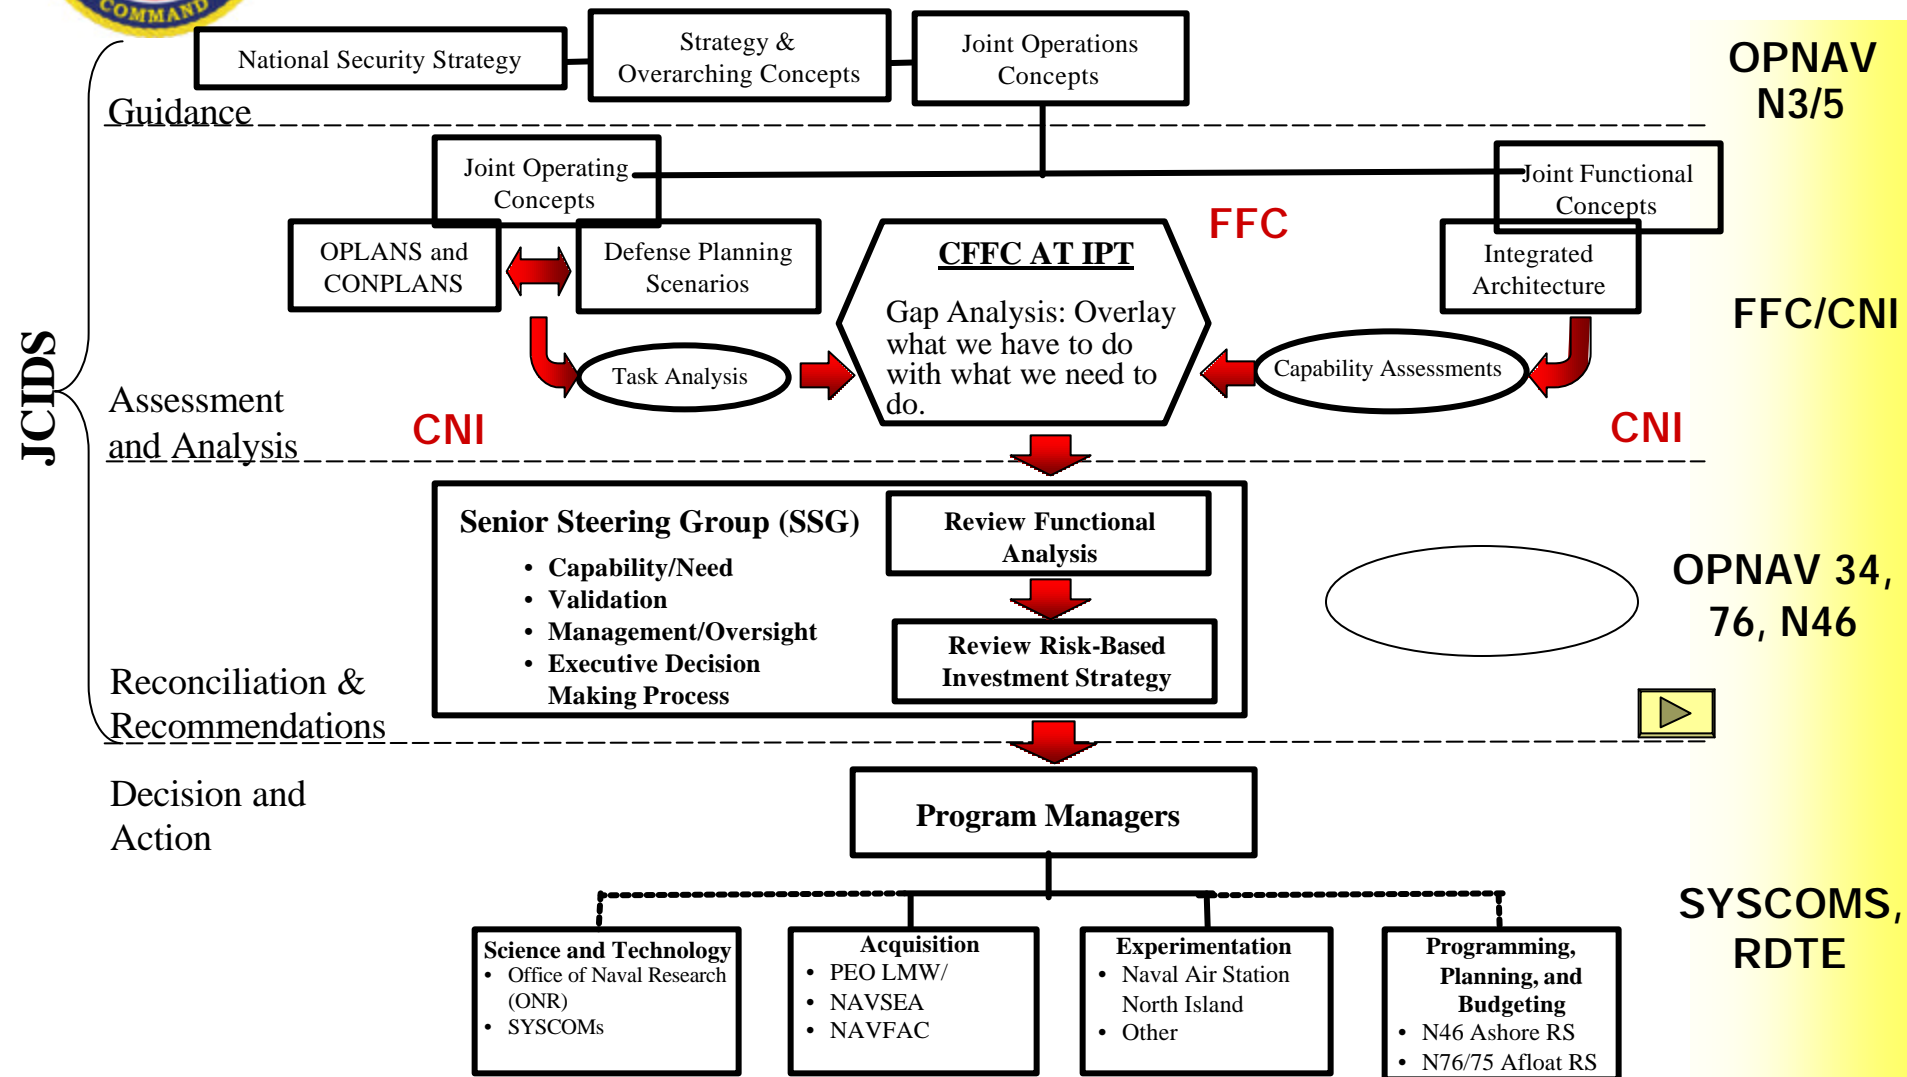 COMMAND
National Security Strategy
Strategy &
Overarching Concepts
Joint Operations
Concepts
OPNAV
N3/5
Guidance
Joint Operating
Concepts
Joint Functional
Concepts
OPLANS and
CONPLANS
Defense Planning
Scenarios
CFFC AT IPT
Gap Analysis: Overlay
what we have to do
with what we need to
do.
FFC
Integrated
Architecture
FFC/CNI
JCIDS
Task Analysis
Capability Assessments
Assessment
and Analysis
CNI
CNI
Senior Steering Group (SSG)
• Capability/Need
• Validation
• Management/Oversight
• Executive Decision
Making Process
Review Functional
Analysis
Review Risk-Based
Investment Strategy
OPNAV 34,
76, N46
Reconciliation &
Recommendations
Decision and
Action
Program Managers
SYSCOMS,
RDTE
Science and Technology
• Office of Naval Research
(ONR)
• SYSCOMs
Acquisition
• PEO LMW/
• NAVSEA
• NAVFAC
Experimentation
• Naval Air Station
North Island
• Other
Programming,
Planning, and
Budgeting
• N46 Ashore RS
• N76/75 Afloat RS